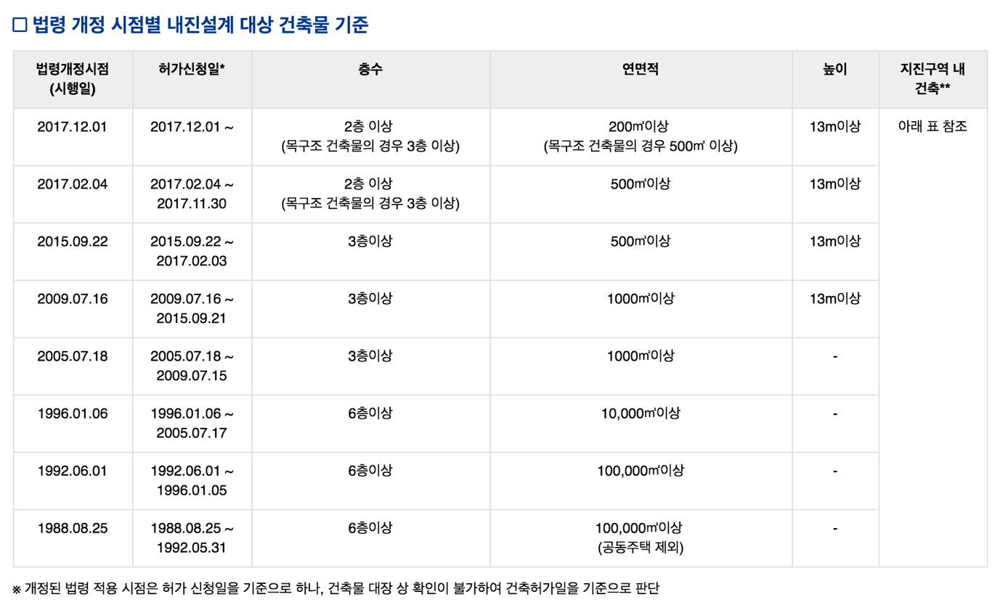 □ 법령 개정 시점별 내진설계 대상 건축물 기준
법령개정시점 허가신청일* 층수 연면적 높이 지진구역 내
(시행일) 건축**
2017.12.01 2017.12.01 ~ 2층 이상 200㎡이상 13m이상 아래 표 참조
(목구조 건축물의 경우 3층 이상) (목구조 건축물의 경우 500㎡ 이상)
2017.02.04 2017.02.04 ~ 2층 이상 500㎡이상 13m이상
2017.11.30 (목구조 건축물의 경우 3층 이상)
2015.09.22 2015.09.22 ~ 3층이상 500㎡이상 13m이상
2017.02.03
2009.07.16 2009.07.16 ~ 3층이상 1000㎡이상 13m이상
2015.09.21
2005.07.18 2005.07.18 ~ 3층이상 1000㎡이상 -
2009.07.15
1996.01.06 1996.01.06 ~ 6층이상 10,000㎡이상 -
2005.07.17
1992.06.01 1992.06.01 ~ 6층이상 100,000㎡이상 -
1996.01.05
1988.08.25 1988.08.25 ~ 6층이상 100,000㎡이상 -
1992.05.31 (공동주택 제외)
※ 개정된 법령 적용 시점은 허가 신청일을 기준으로 하나, 건축물 대장 상 확인이 불가하여 건축허가일을 기준으로 판단